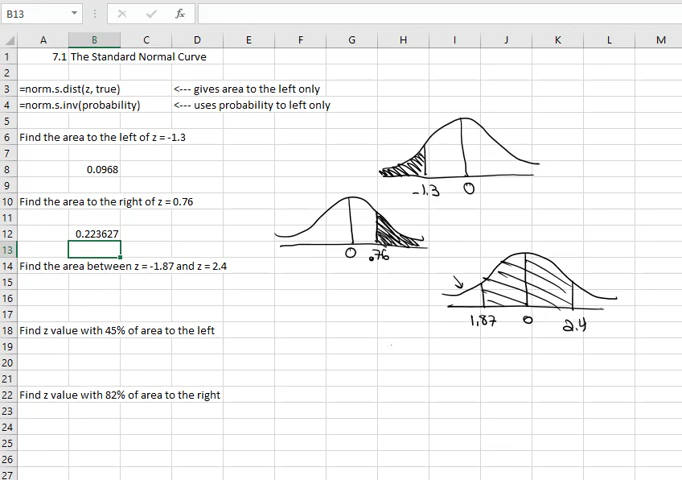 B13
fx
A B C D E F G H I J K L M
1 7.1 The Standard Normal Curve
2
3 =norm.s.dist(z, true) <--- gives area to the left only
4 =norm.s.inv(probability) <--- uses probability to left only
5
6 Find the area to the left of z = -1.3
7
8 0.0968
9
-1.3 0
10 Find the area to the right of z = 0.76
11
12 0.223627
13
0 .76
14 Find the area between z = -1.87 and z = 2.4
15
16
17
1.87 0 2.4
18 Find z value with 45% of area to the left
19
20
21
22 Find z value with 82% of area to the right
23
24
25
26
27